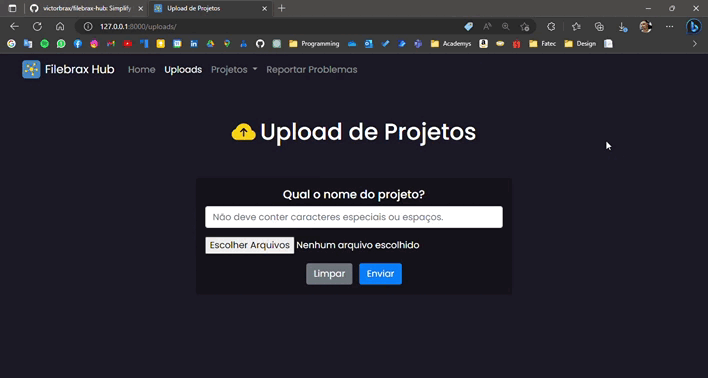 victorbrax/filebrax-hub: Simplify
Upload de Projetos
127.0.0.1:8000/uploads/
Programming
Academys
Fatec
Design
Filebrax Hub Home Uploads Projetos Reportar Problemas
Upload de Projetos
Qual o nome do projeto?
Não deve conter caracteres especiais ou espaços.
Escolher Arquivos Nenhum arquivo escolhido
Limpar Enviar